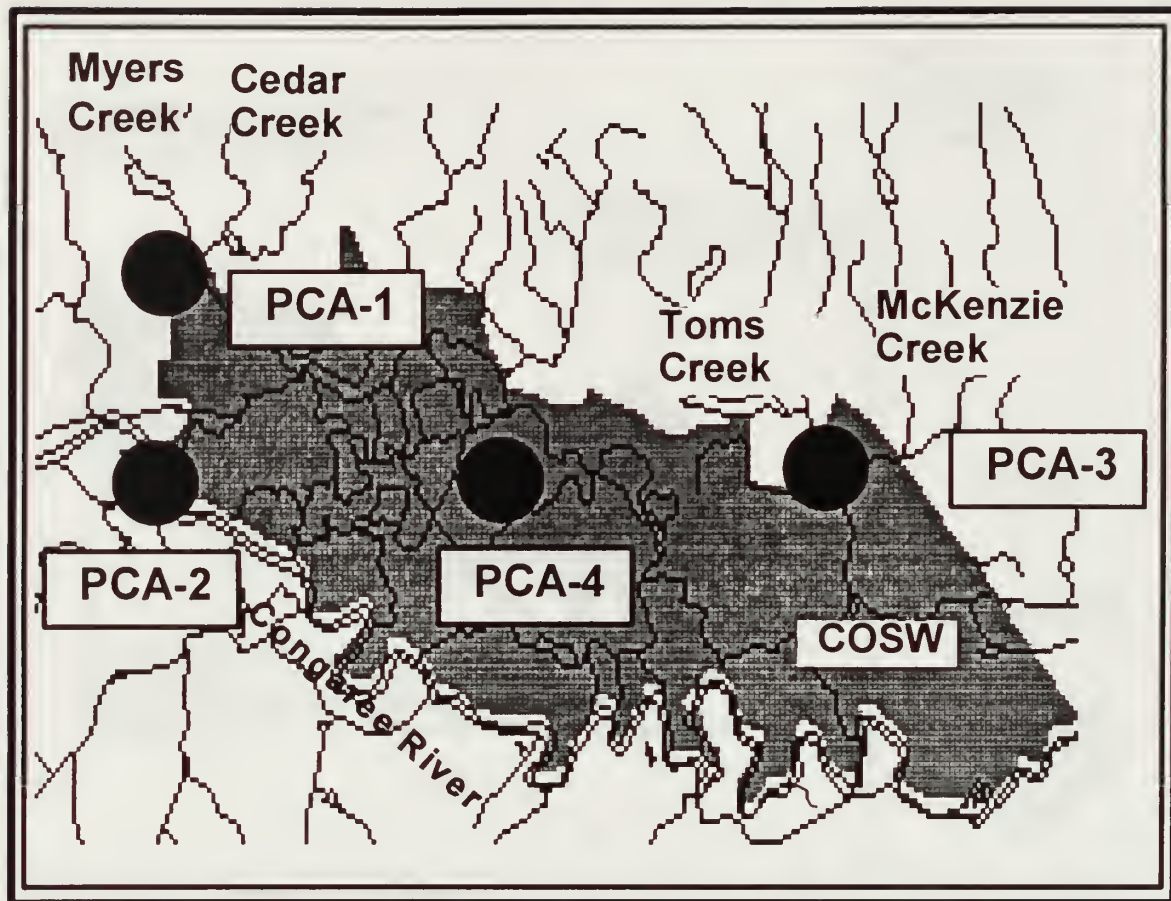 Myers
Creek'
Cedar
Creek
PCA-1
Toms
Creek
McKenzie
Creek
PCA-3
PCA-2
PCA-4
COSW
Congaree River